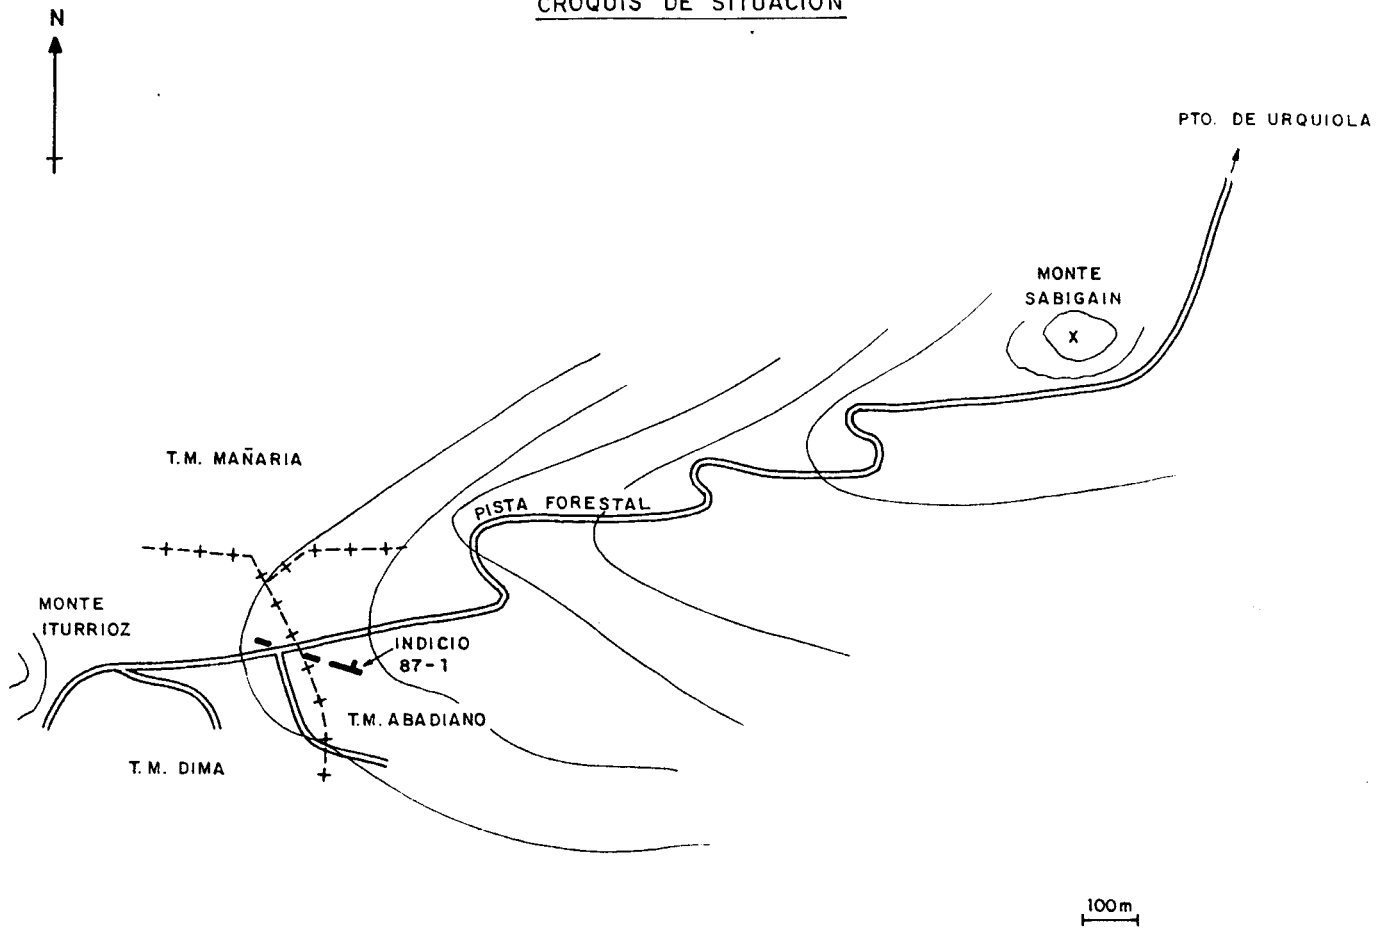 CROQUIS DE SITUACION
N
PTO. DE URQUIOLA
MONTE
SABIGAIN
X
T.M. MAÑARIA
PISTA FORESTAL
MONTE
ITURRIOZ
INDICIO
87-1
T.M. ABADIANO
T.M. DIMA
100m